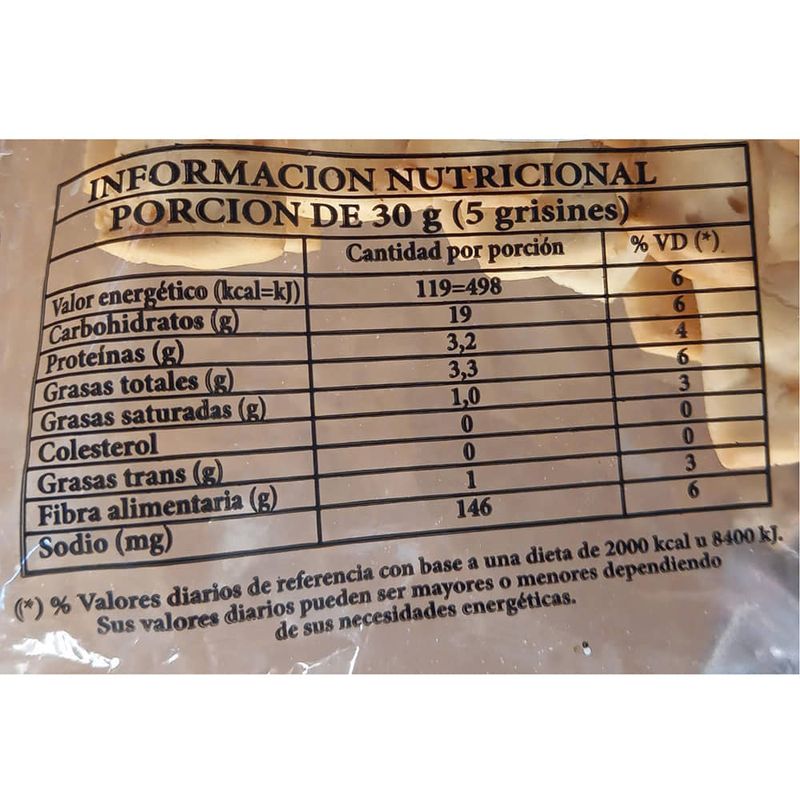 INFORMACION NUTRICIONAL
PORCION DE 30 g (5 grisines)
Cantidad por porción % VD (*)
Valor energético (kcal=kJ) 119=498 6
Carbohidratos (g) 19 6
Proteínas (g) 3,2 4
Grasas totales (g) 3,3 6
Grasas saturadas (g) 1,0 3
Colesterol 0 0
Grasas trans (g) 0 0
Fibra alimentaria (g) 1 3
Sodio (mg) 146 6
(*) % Valores diarios de referencia con base a una dieta de 2000 kcal u 8400 kJ.
Sus valores diarios pueden ser mayores o menores dependiendo
de sus necesidades energéticas.